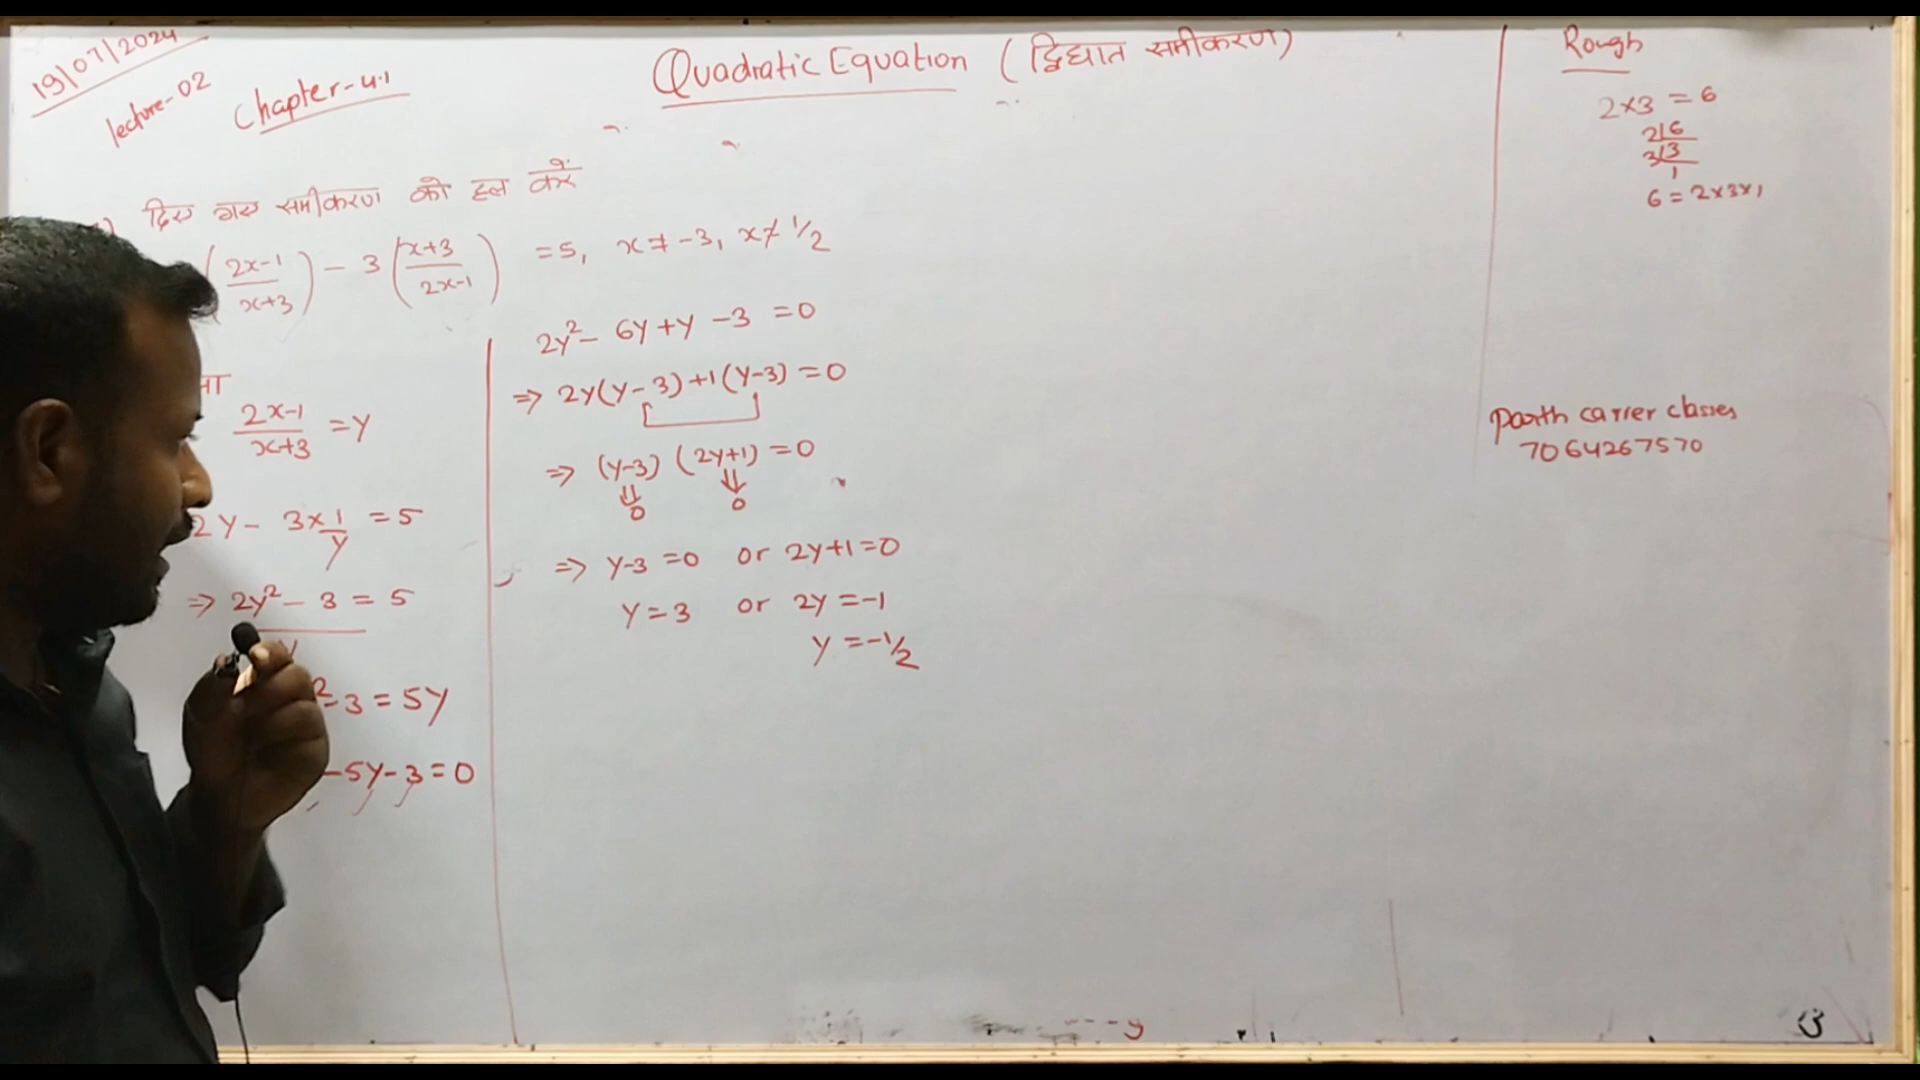 19/07/2024
lecture-02
Chapter-4.1
Quadratic Equation (द्विघात समीकरण)
दिए गए समीकरण को हल करें
(2x-1/x+3) - 3(x+3/2x-1) = 5, x ≠ -3, x ≠ 1/2
2x-1/x+3 = y
2y - 3×1/y = 5
⇒ 2y² - 3 = 5
2-3 = 5y
-5y-3=0
2y² - 6y + y - 3 = 0
⇒ 2y(y-3)+1(y-3) = 0
⇒ (y-3) (2y+1) = 0
0 0
⇒ y-3 = 0 or 2y+1=0
y = 3 or 2y = -1
y = -1/2
Rough
2×3 = 6
2|6
3|3
1
6 = 2×3×1
parth carrer classes
7064267570